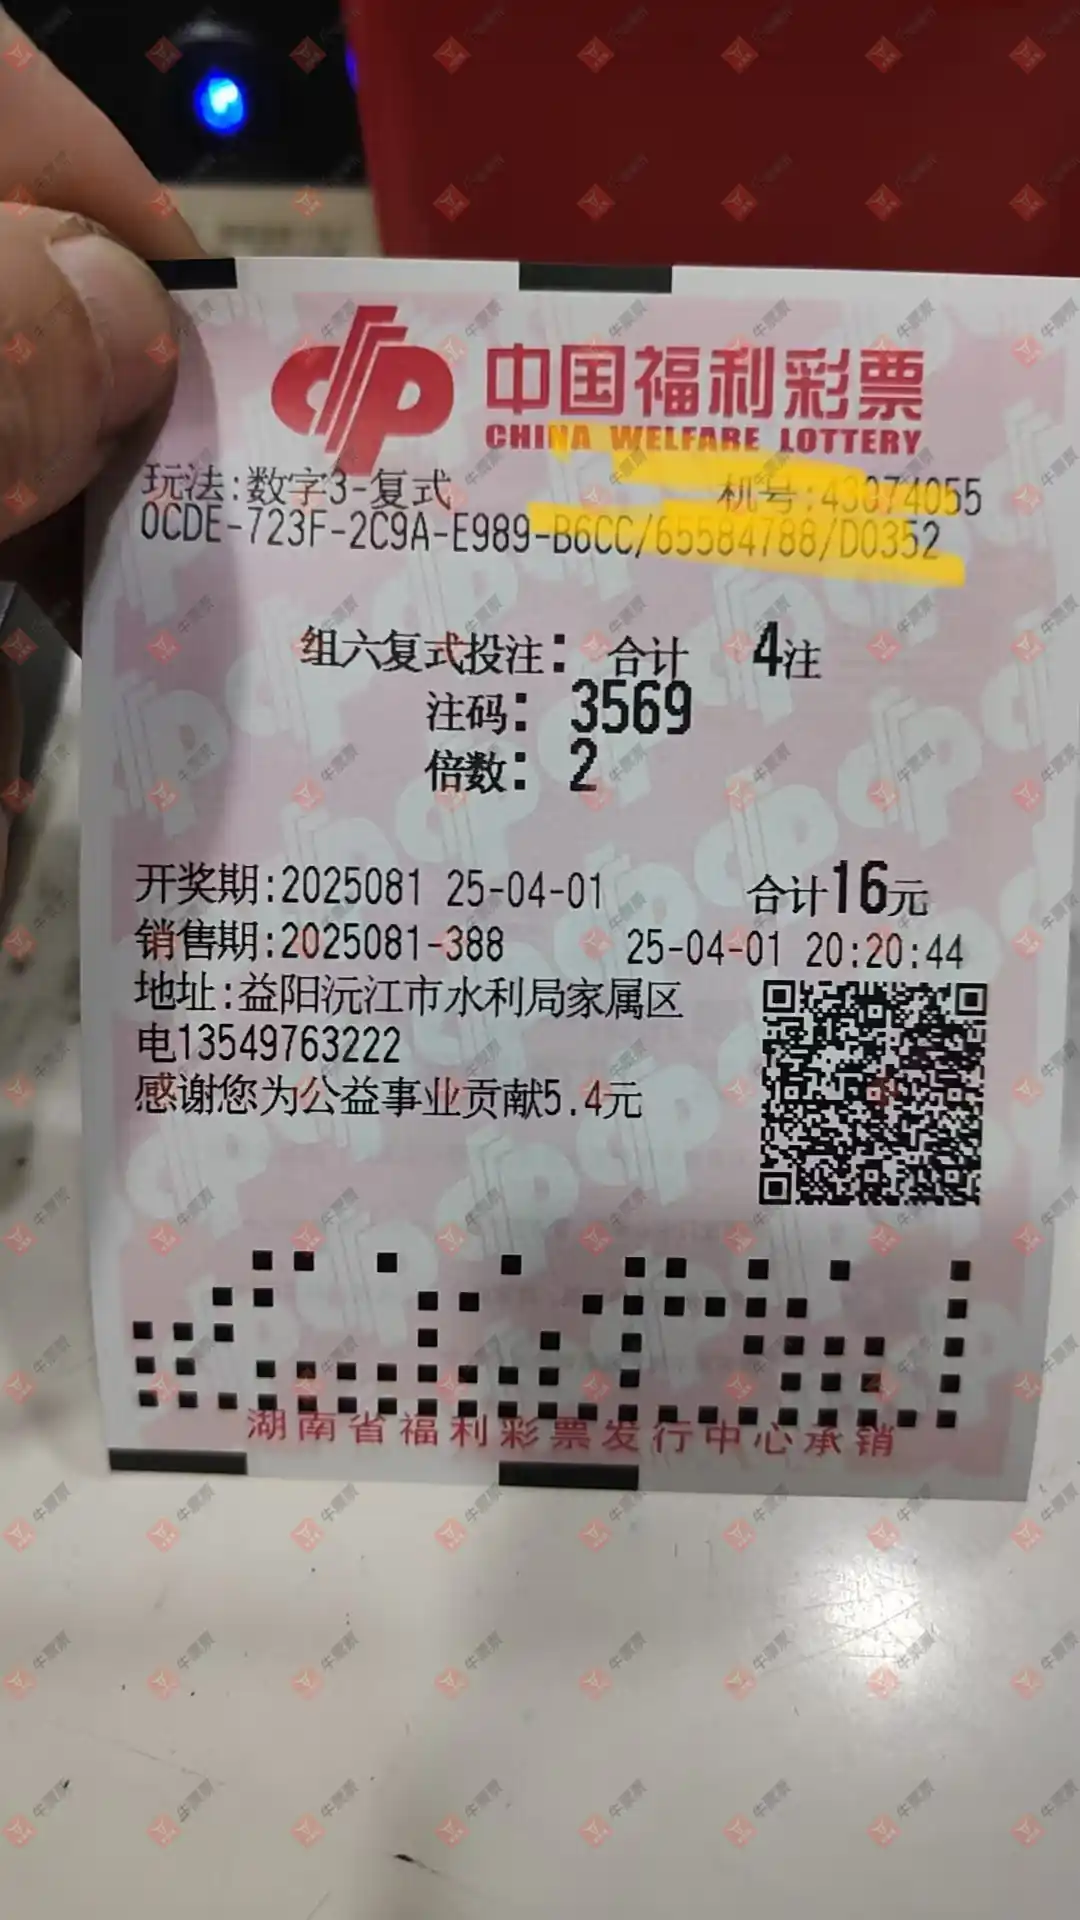 中国福利彩票
CHINA WELFARE LOTTERY
玩法:数字3-复式 机号:43074055
0CDE-723F-2C9A-E989-B6CC/65584788/D0352
组六复式投注: 合计 4注
注码: 3569
倍数: 2
开奖期:2025081 25-04-01 合计16元
销售期:2025081-388 25-04-01 20:20:44
地址:益阳沅江市水利局家属区
电13549763222
感谢您为公益事业贡献5.4元
湖南省福利彩票发行中心承销
牛票票